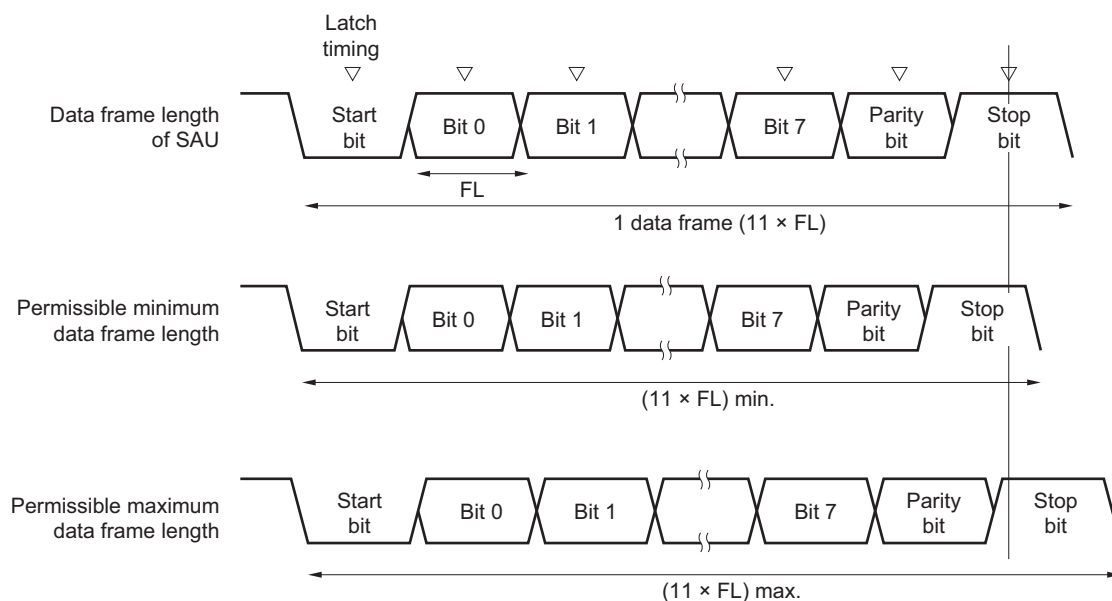 Latch
timing
Data frame length
of SAU
Start
bit
Bit 0
Bit 1
Bit 7
Parity
bit
Stop
bit
FL
1 data frame (11 × FL)
Permissible minimum
data frame length
Start
bit
Bit 0
Bit 1
Bit 7
Parity
bit
Stop
bit
(11 × FL) min.
Permissible maximum
data frame length
Start
bit
Bit 0
Bit 1
Bit 7
Parity
bit
Stop
bit
(11 × FL) max.